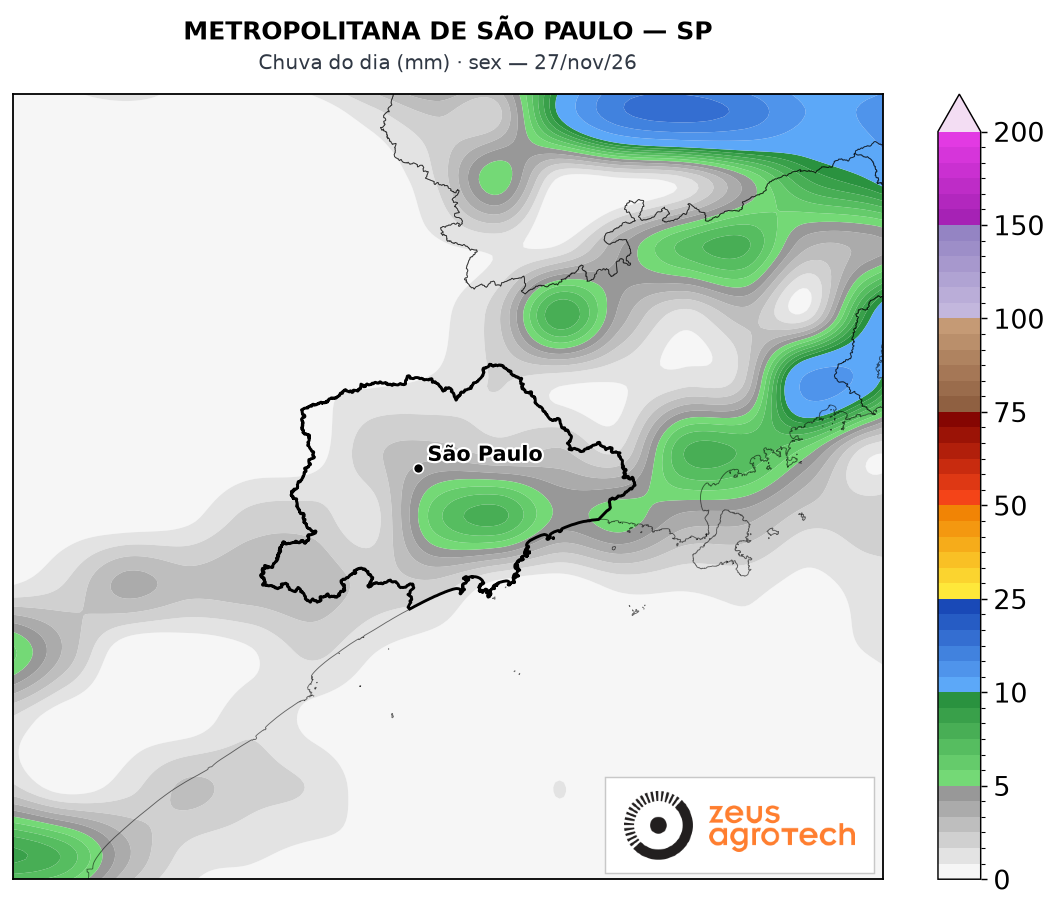 METROPOLITANA DE SÃO PAULO — SP
Chuva do dia (mm) · sex — 27/nov/26
São Paulo
200
150
100
75
50
25
10
5
0
zeus
agrotech